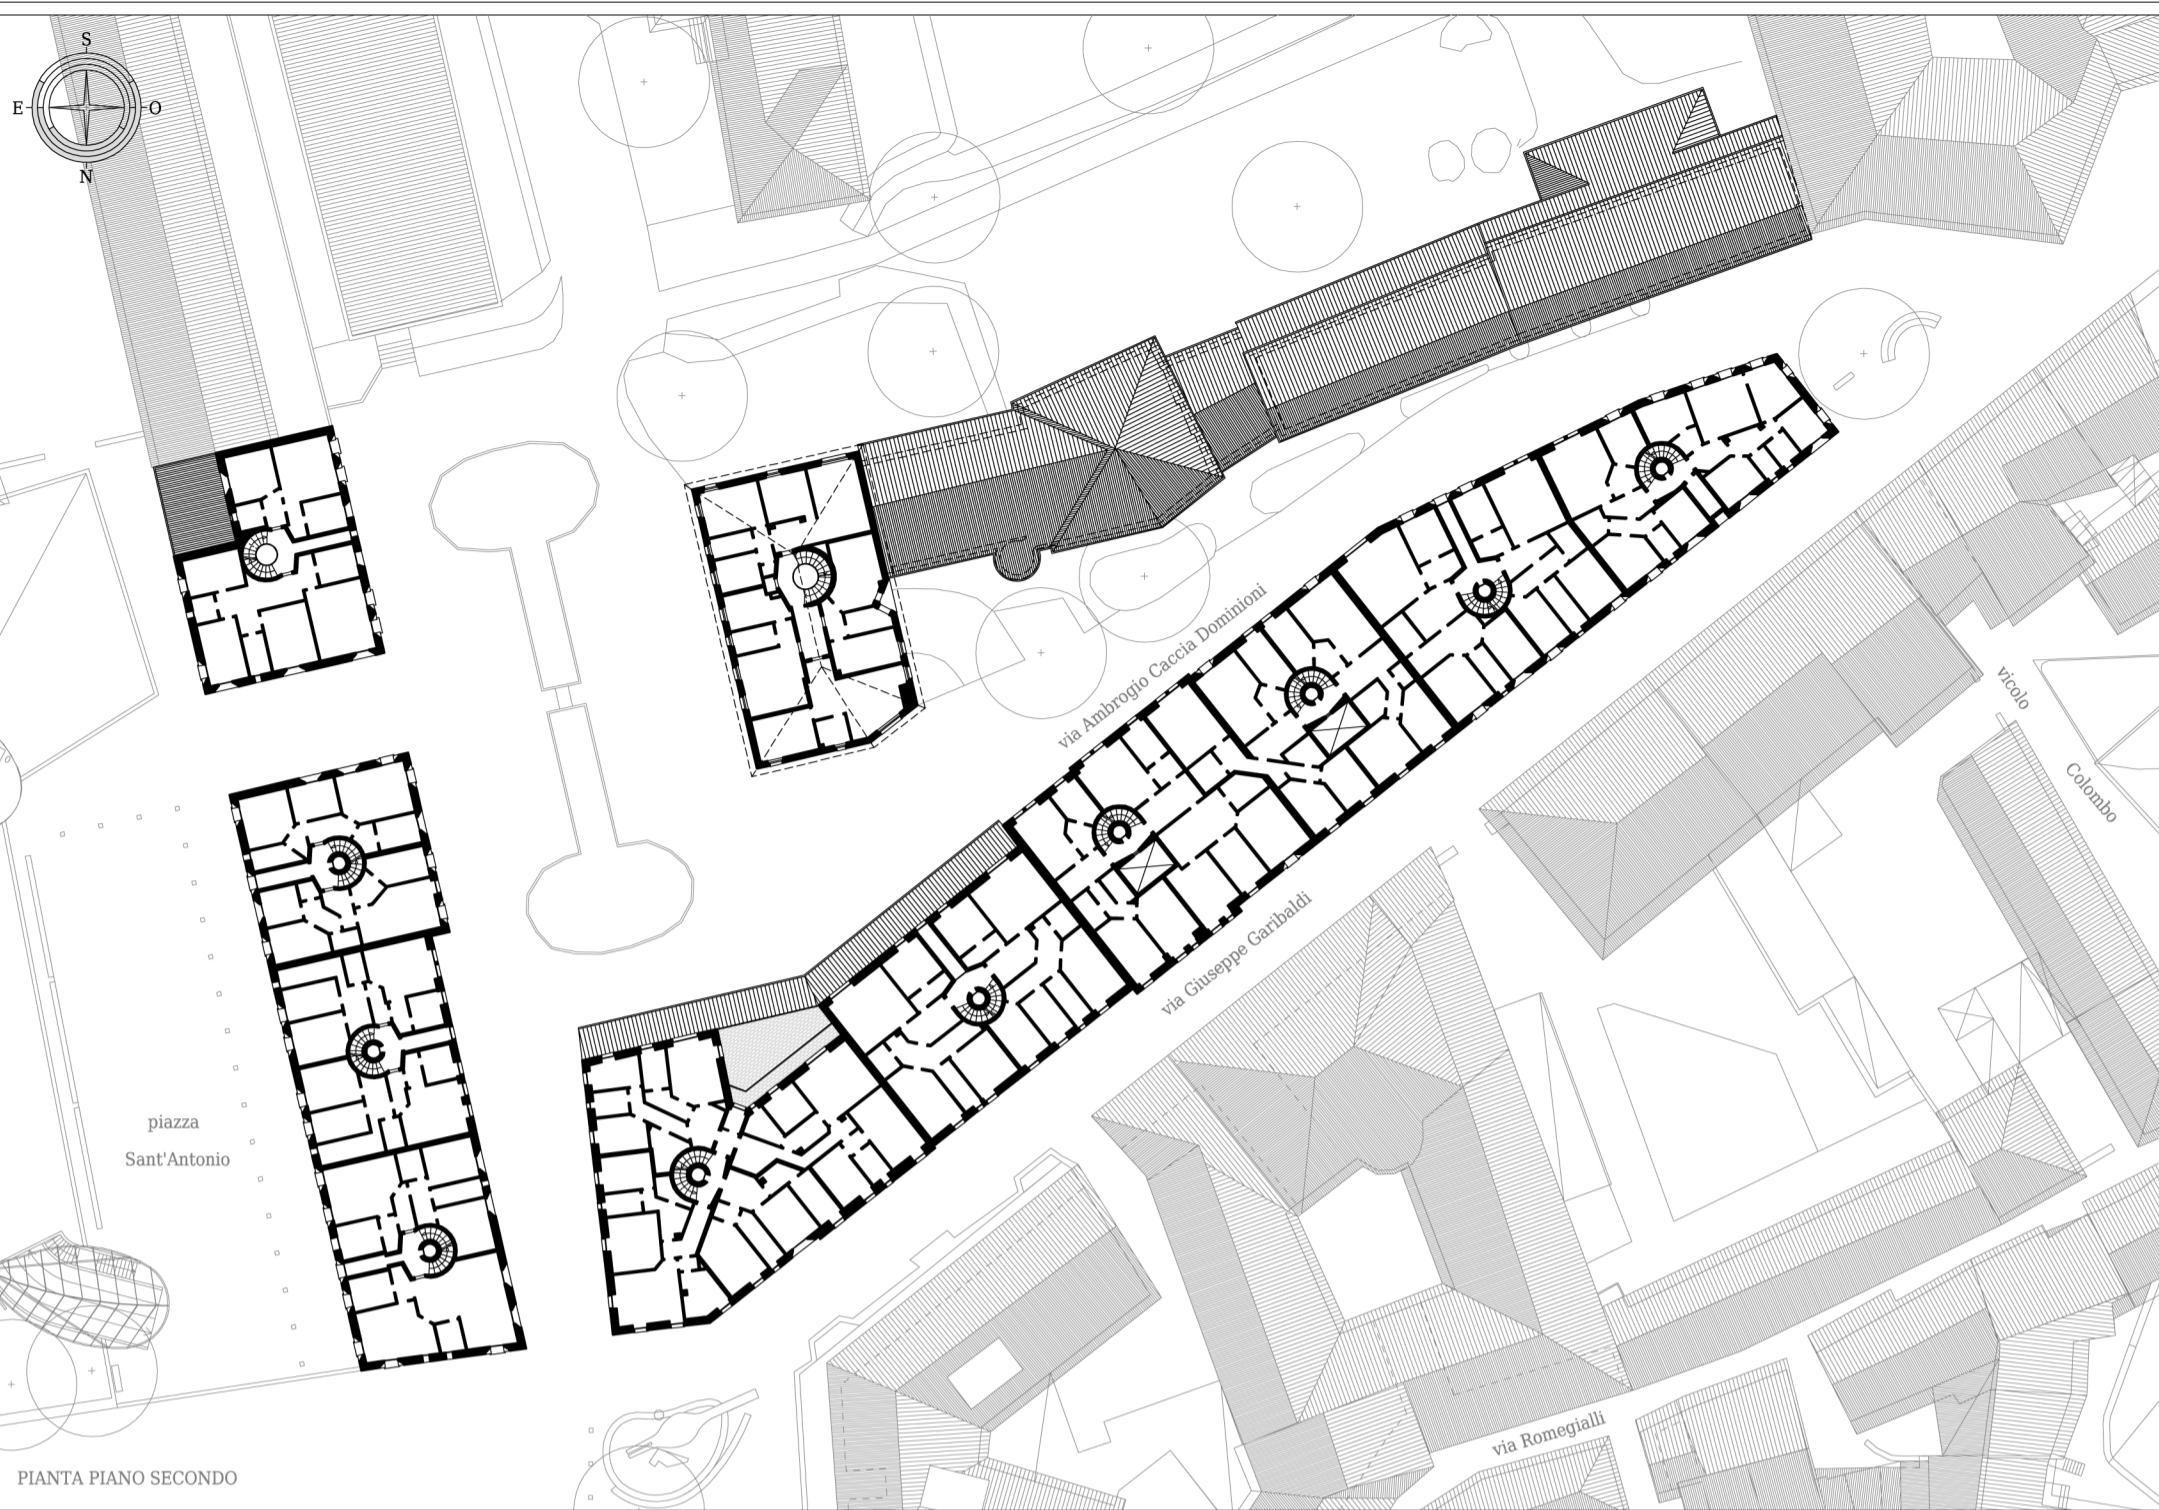 S
E
O
N
via Ambrogio Caccia Dominioni
vicolo
Colombo
via Giuseppe Garibaldi
piazza
Sant'Antonio
via Romegialli
PIANTA PIANO SECONDO